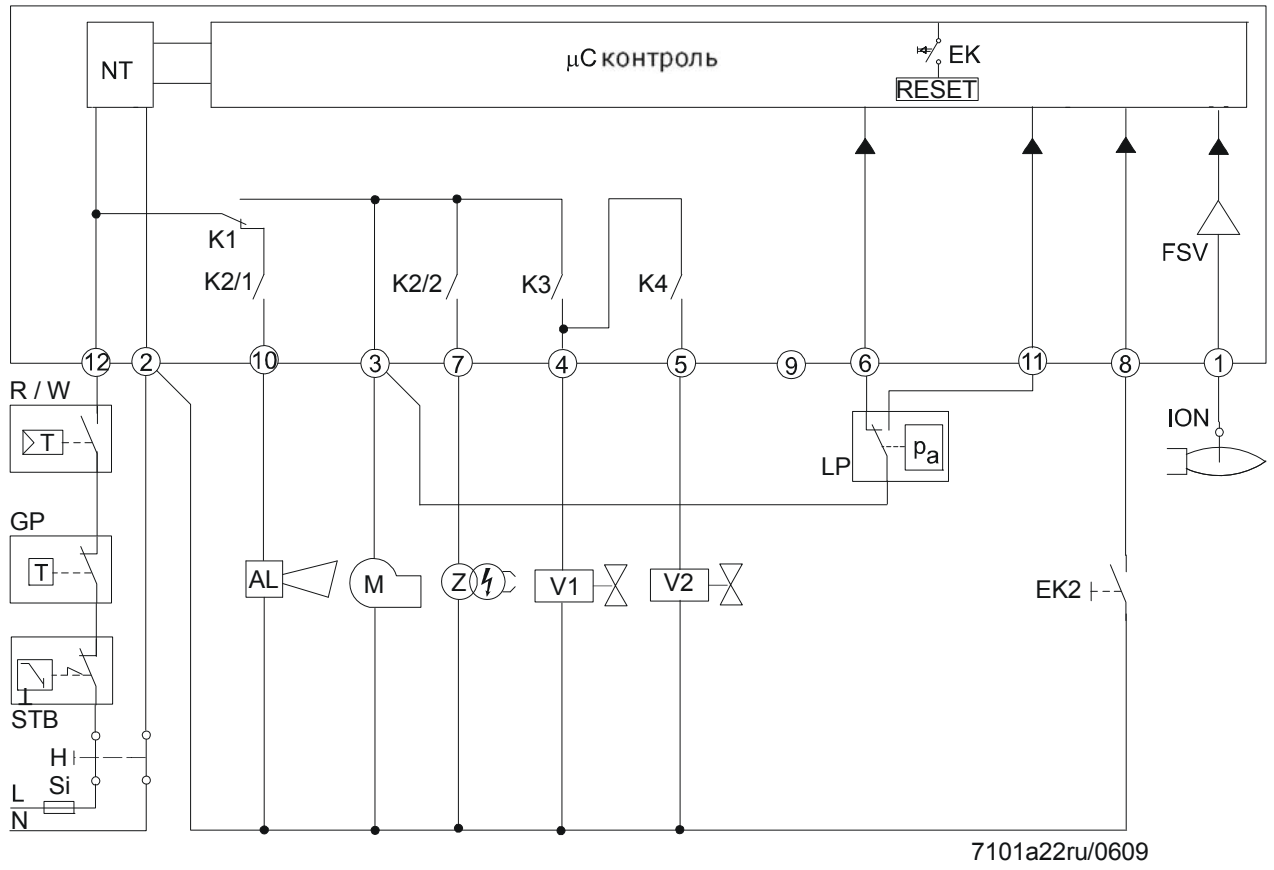 NT
μC контроль
EK
RESET
FSV
K1
K2/1
K2/2
K3
K4
12
2
10
3
7
4
5
9
6
11
8
1
R / W
T
ION
LP
pa
GP
T
AL
M
Z
V1
V2
EK2
STB
H
Si
L
N
7101a22ru/0609